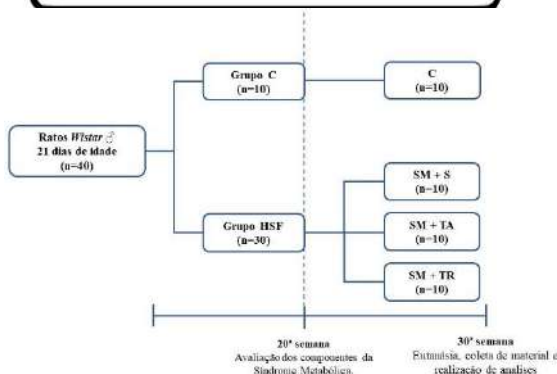 Grupo C
(n=10)
C
(n=10)
Ratos Wistar ♂
21 dias de idade
(n=40)
SM + S
(n=10)
Grupo HSF
(n=30)
SM + TA
(n=10)
SM + TR
(n=10)
20ª semana
Avaliação dos componentes da
Síndrome Metabólica.
30ª semana
Eutanásia, coleta de material e
realização de analises